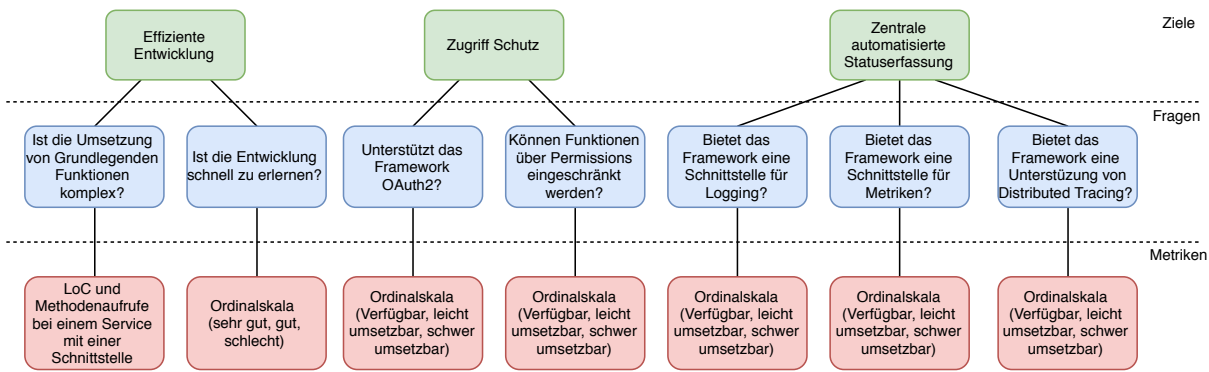 Effiziente
Entwicklung
Zugriff Schutz
Zentrale
automatisierte
Statuserfassung
Ziele
Fragen
Ist die Umsetzung
von Grundlegenden
Funktionen
komplex?
Ist die Entwicklung
schnell zu erlernen?
Unterstützt das
Framework
OAuth2?
Können Funktionen
über Permissions
eingeschränkt
werden?
Bietet das
Framework eine
Schnittstelle für
Logging?
Bietet das
Framework eine
Schnittstelle für
Metriken?
Bietet das
Framework eine
Unterstüzung von
Distributed Tracing?
Metriken
LoC und
Methodenaufrufe
bei einem Service
mit einer
Schnittstelle
Ordinalskala
(sehr gut, gut,
schlecht)
Ordinalskala
(Verfügbar, leicht
umsetzbar, schwer
umsetzbar)
Ordinalskala
(Verfügbar, leicht
umsetzbar, schwer
umsetzbar)
Ordinalskala
(Verfügbar, leicht
umsetzbar, schwer
umsetzbar)
Ordinalskala
(Verfügbar, leicht
umsetzbar, schwer
umsetzbar)
Ordinalskala
(Verfügbar, leicht
umsetzbar, schwer
umsetzbar)